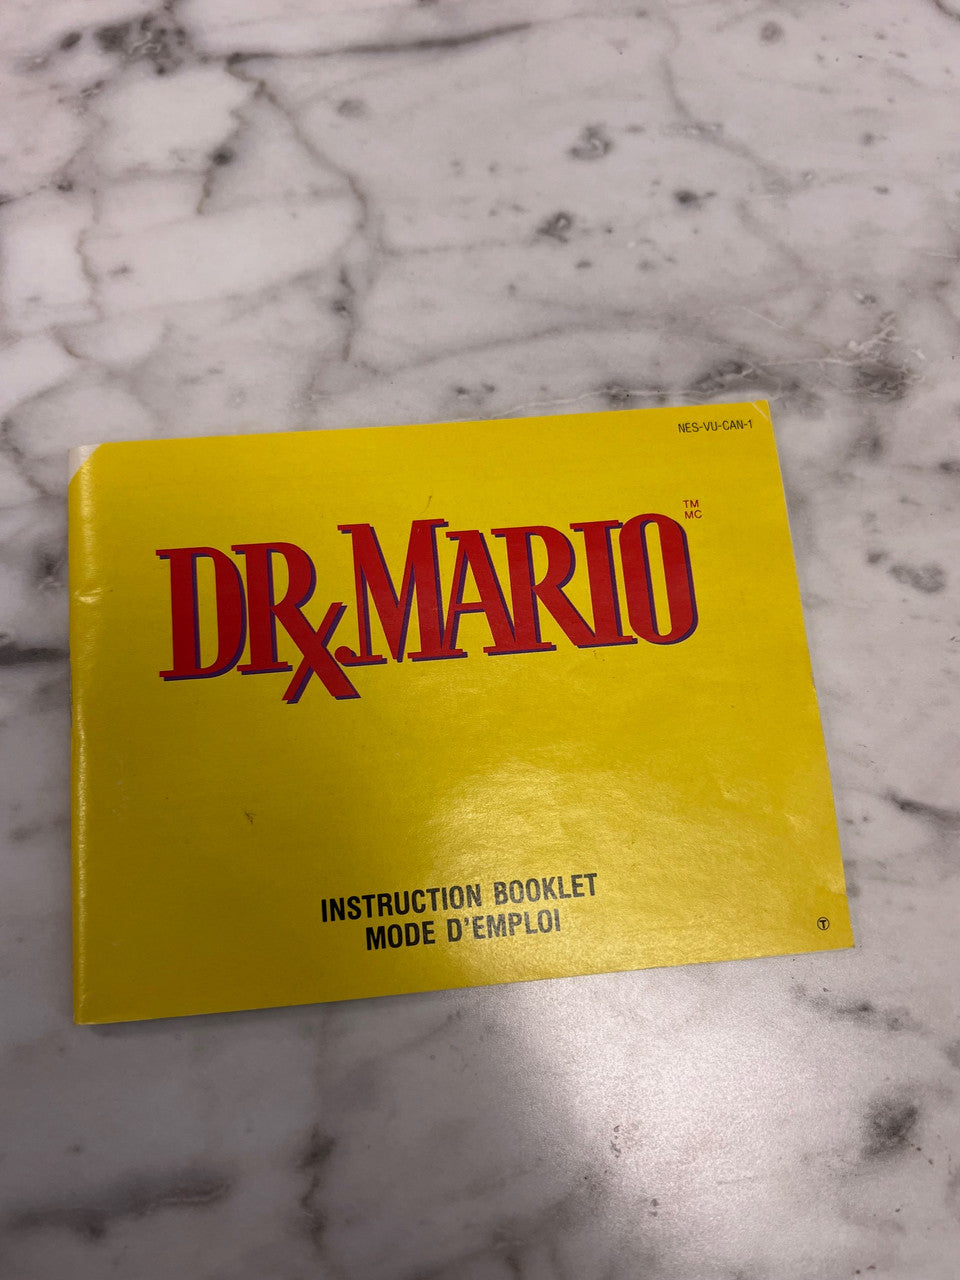 NES-VU-CAN-1
TM
MC
DR. MARIO
INSTRUCTION BOOKLET
MODE D'EMPLOI
T